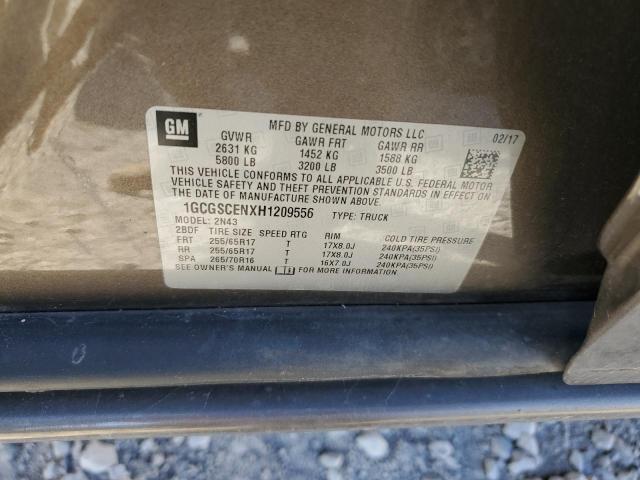 GM
MFD BY GENERAL MOTORS LLC 02/17
GVWR GAWR FRT GAWR RR
2631 KG 1452 KG 1588 KG
5800 LB 3200 LB 3500 LB
THIS VEHICLE CONFORMS TO ALL APPLICABLE U.S. FEDERAL MOTOR
VEHICLE SAFETY AND THEFT PREVENTION STANDARDS IN EFFECT ON
THE DATE OF MANUFACTURE SHOWN ABOVE.
1GCGSCENXH1209556 TYPE: TRUCK
MODEL: 2N43
2BDF TIRE SIZE SPEED RTG RIM COLD TIRE PRESSURE
FRT 255/65R17 T 17X8.0J 240KPA(35PSI)
RR 255/65R17 T 17X8.0J 240KPA(35PSI)
SPA 265/70R16 T 16X7.0J 240KPA(35PSI)
SEE OWNER'S MANUAL FOR MORE INFORMATION